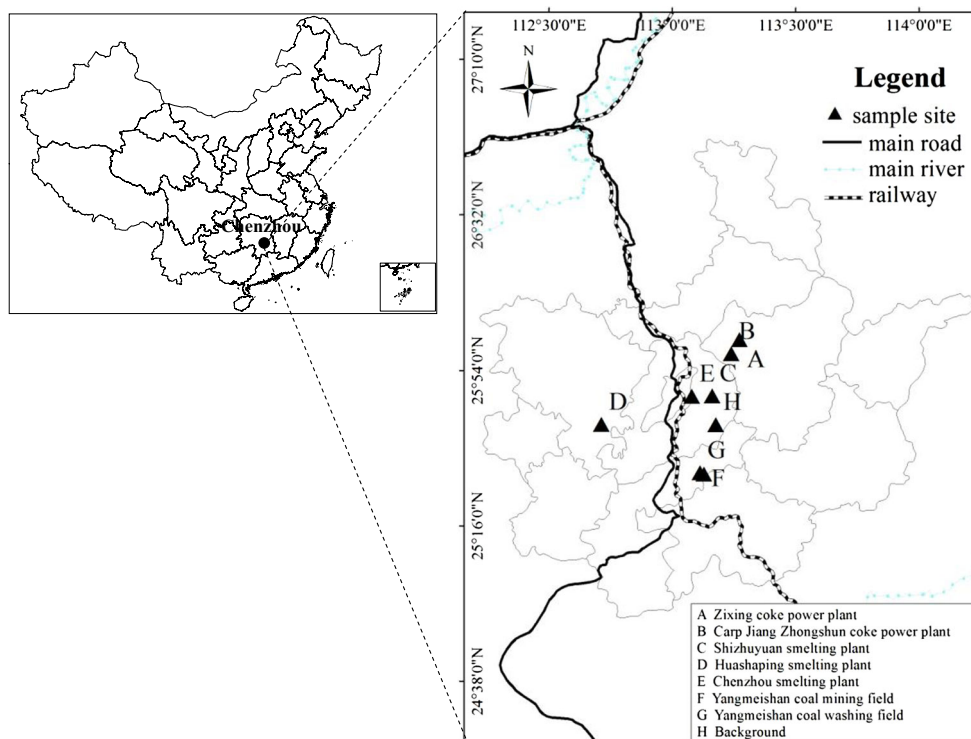 112°30'0"E 113°0'0"E 113°30'0"E 114°0'0"E
27°10'0"N
26°32'0"N
25°54'0"N
25°16'0"N
24°38'0"N
N
Legend
sample site
main road
main river
railway
Chenzhou
B
A
E C
D
H
G
F
A Zixing coke power plant
B Carp Jiang Zhongshun coke power plant
C Shizhuyuan smelting plant
D Huashaping smelting plant
E Chenzhou smelting plant
F Yangmeishan coal mining field
G Yangmeishan coal washing field
H Background